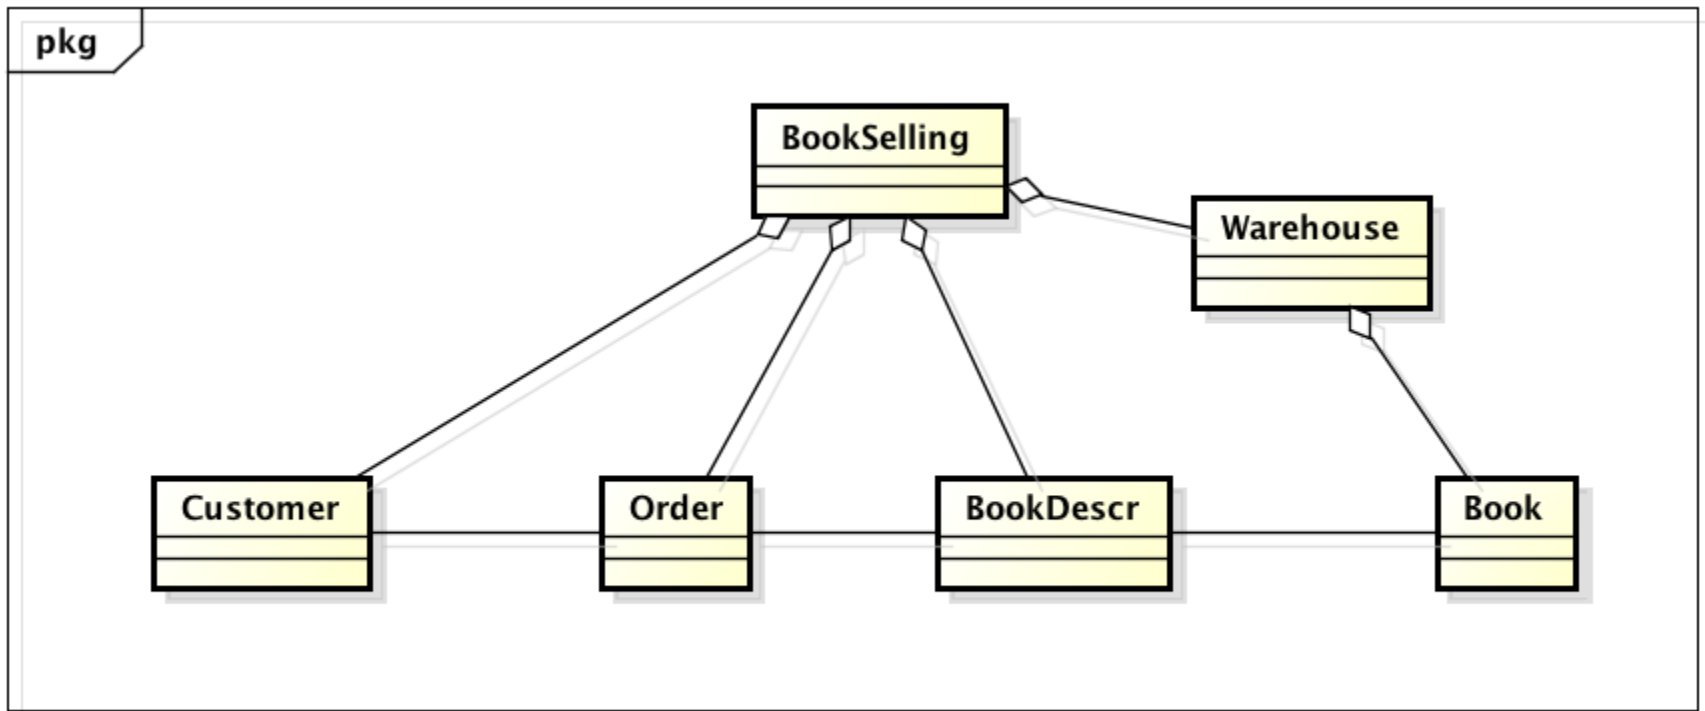 pkg
BookSelling
Warehouse
Customer
Order
BookDescr
Book